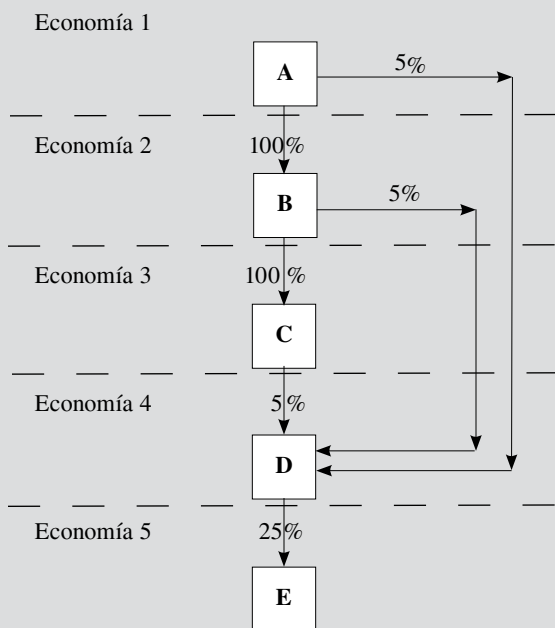 Economía 1
A
5%
Economía 2
100%
B
5%
Economía 3
100%
C
Economía 4
5%
D
Economía 5
25%
E